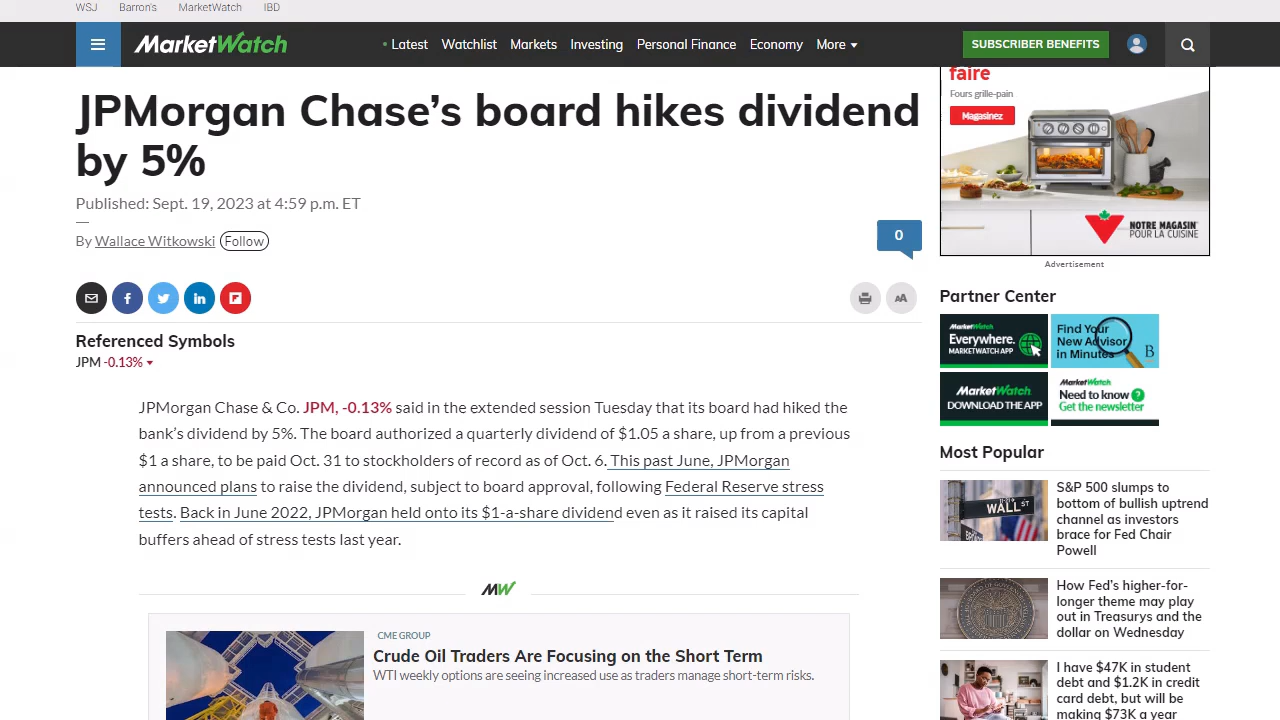 WSJ Barron's MarketWatch IBD
MarketWatch • Latest Watchlist Markets Investing Personal Finance Economy More SUBSCRIBER BENEFITS
JPMorgan Chase’s board hikes dividend
by 5%
Published: Sept. 19, 2023 at 4:59 p.m. ET
By Wallace Witkowski Follow
0
Referenced Symbols
JPM -0.13%
JPMorgan Chase & Co. JPM, -0.13% said in the extended session Tuesday that its board had hiked the
bank’s dividend by 5%. The board authorized a quarterly dividend of $1.05 a share, up from a previous
$1 a share, to be paid Oct. 31 to stockholders of record as of Oct. 6. This past June, JPMorgan
announced plans to raise the dividend, subject to board approval, following Federal Reserve stress
tests. Back in June 2022, JPMorgan held onto its $1-a-share dividend even as it raised its capital
buffers ahead of stress tests last year.
MW
CME GROUP
Crude Oil Traders Are Focusing on the Short Term
WTI weekly options are seeing increased use as traders manage short-term risks.
faire
Fours grille-pain
Magasinez
NOTRE MAGASIN
POUR LA CUISINE
Advertisement
Partner Center
MarketWatch
Everywhere.
MARKETWATCH APP
Find Your
New Advisor
in Minutes
B
MarketWatch
DOWNLOAD THE APP
MarketWatch
Need to know ?
Get the newsletter
Most Popular
WALL ST
S&P 500 slumps to
bottom of bullish uptrend
channel as investors
brace for Fed Chair
Powell
How Fed’s higher-for-
longer theme may play
out in Treasurys and the
dollar on Wednesday
I have $47K in student
debt and $1.2K in credit
card debt, but will be
making $73K a year